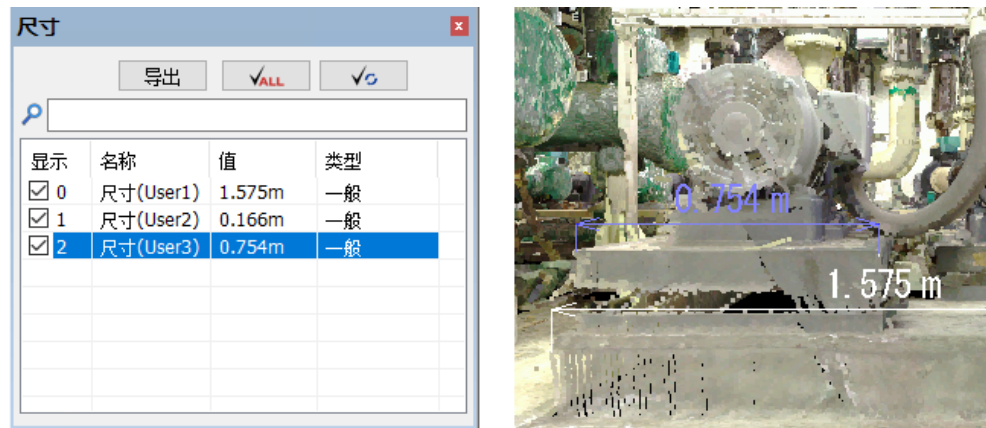 尺寸
导出 ALL
显示 名称 值 类型
0 尺寸(User1) 1.575m 一般
1 尺寸(User2) 0.166m 一般
2 尺寸(User3) 0.754m 一般
0.754 m
1.575 m